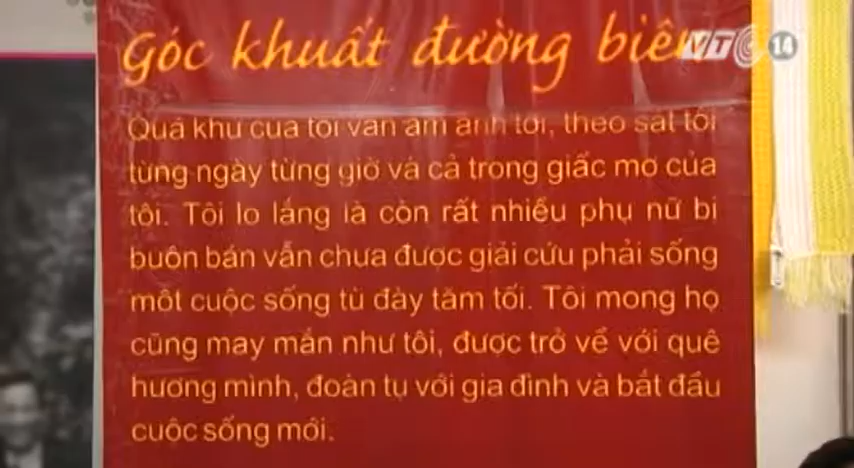 Góc khuất đường biên
VTC 14
Quá khứ của tôi vẫn ám ảnh tôi, theo sát tôi
từng ngày từng giờ và cả trong giấc mơ của
tôi. Tôi lo lắng là còn rất nhiều phụ nữ bị
buôn bán vẫn chưa được giải cứu phải sống
một cuộc sống tù đày tăm tối. Tôi mong họ
cũng may mắn như tôi, được trở về với quê
hương mình, đoàn tụ với gia đình và bắt đầu
cuộc sống mới.